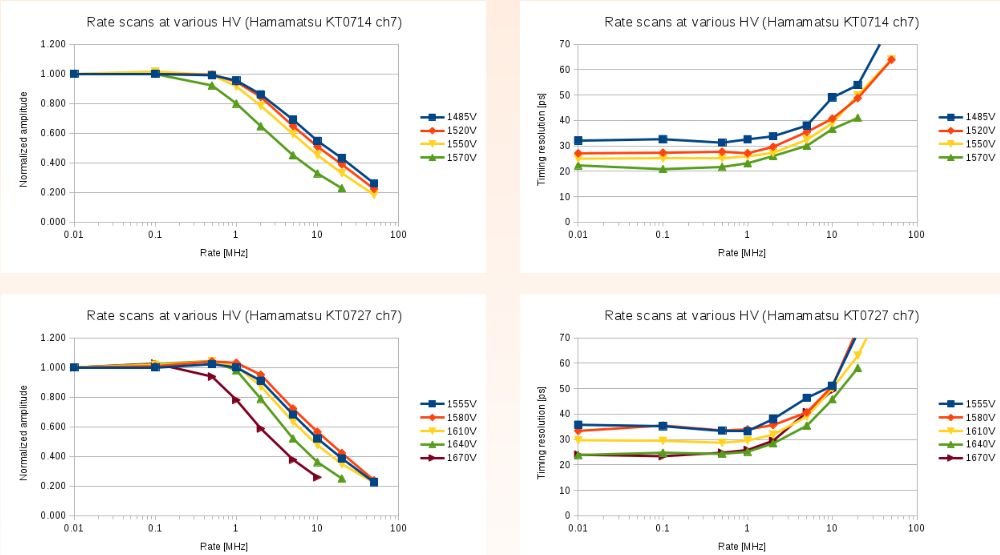 Rate scans at various HV (Hamamatsu KT0714 ch7)
1.200
1.000
0.800
0.600
0.400
0.200
0.000
Normalized amplitude
0.01 0.1 1 10 100
Rate [MHz]
1485V
1520V
1550V
1570V
Rate scans at various HV (Hamamatsu KT0714 ch7)
70
60
50
40
30
20
10
0
Timing resolution [ps]
0.01 0.1 1 10 100
Rate [MHz]
1485V
1520V
1550V
1570V
Rate scans at various HV (Hamamatsu KT0727 ch7)
1.200
1.000
0.800
0.600
0.400
0.200
0.000
Normalized amplitude
0.01 0.1 1 10 100
Rate [MHz]
1555V
1580V
1610V
1640V
1670V
Rate scans at various HV (Hamamatsu KT0727 ch7)
70
60
50
40
30
20
10
0
Timing resolution [ps]
0.01 0.1 1 10 100
Rate [MHz]
1555V
1580V
1610V
1640V
1670V